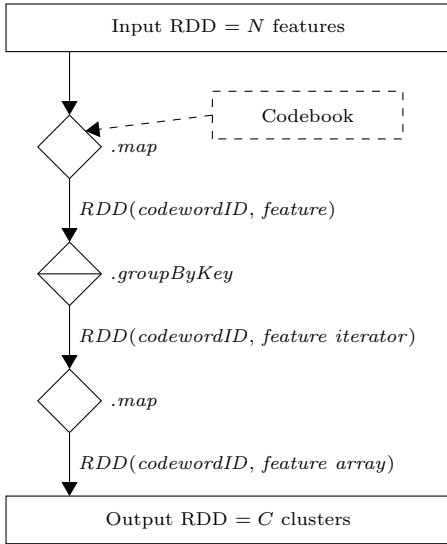 Input RDD = N features
Codebook
.map
RDD(codewordID, feature)
.groupByKey
RDD(codewordID, feature iterator)
.map
RDD(codewordID, feature array)
Output RDD = C clusters